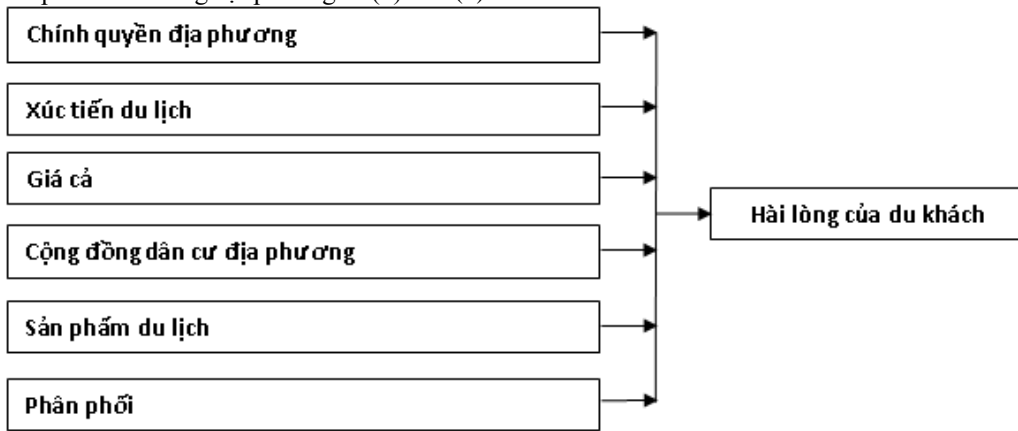 Chính quyền địa phương
Xúc tiến du lịch
Giá cả
Hài lòng của du khách
Cộng đồng dân cư địa phương
Sản phẩm du lịch
Phân phối